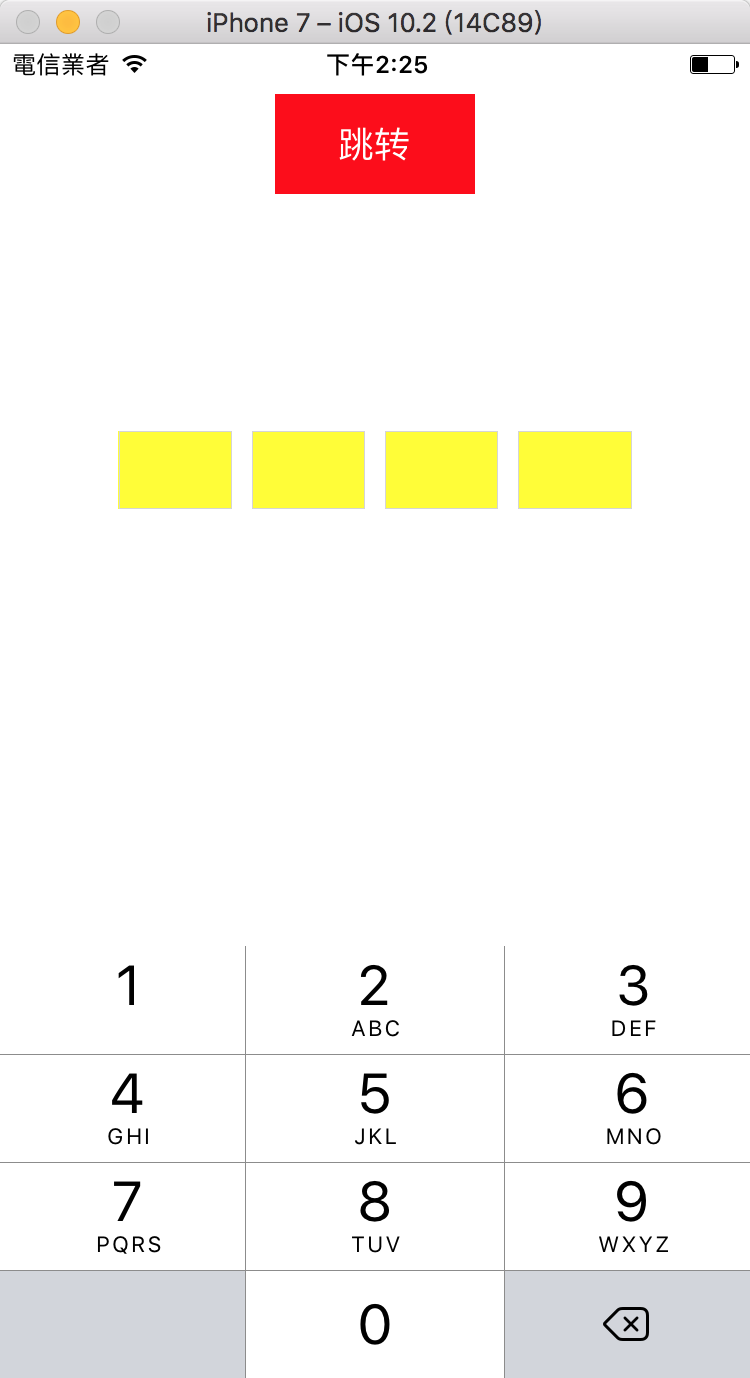 iPhone 7 – iOS 10.2 (14C89)
電信業者 下午2:25
跳转
1 2 3
ABC DEF
4 5 6
GHI JKL MNO
7 8 9
PQRS TUV WXYZ
0